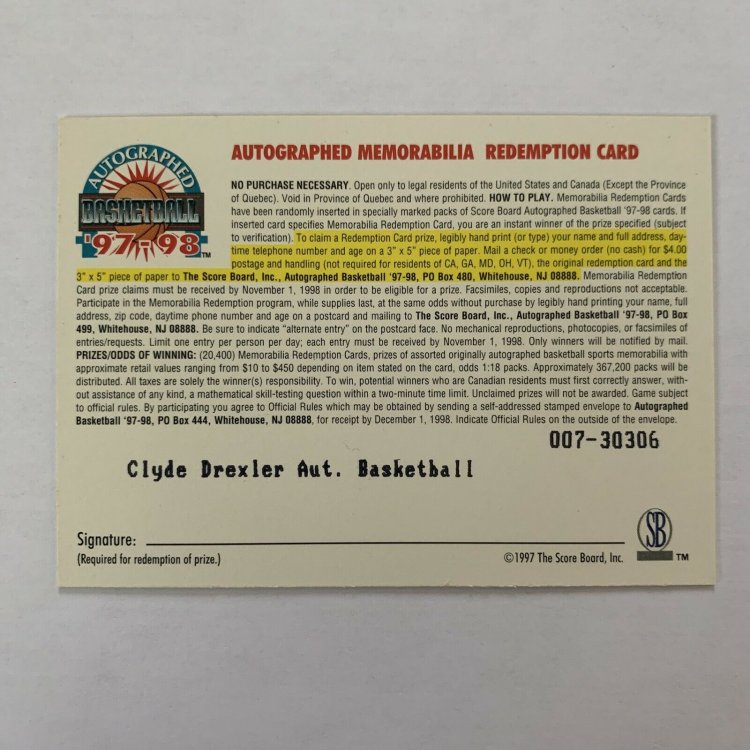 AUTOGRAPHED
BASKETBALL
'97-98™
AUTOGRAPHED MEMORABILIA REDEMPTION CARD
NO PURCHASE NECESSARY. Open only to legal residents of the United States and Canada (Except the Province
of Quebec). Void in Province of Quebec and where prohibited. HOW TO PLAY. Memorabilia Redemption Cards
have been randomly inserted in specially marked packs of Score Board Autographed Basketball '97-98 cards. If
inserted card specifies Memorabilia Redemption Card, you are an instant winner of the prize specified (subject
to verification). To claim a Redemption Card prize, legibly hand print (or type) your name and full address, day-
time telephone number and age on a 3" x 5" piece of paper. Mail a check or money order (no cash) for $4.00
postage and handling (not required for residents of CA, GA, MD, OH, VT), the original redemption card and the
3" x 5" piece of paper to The Score Board, Inc., Autographed Basketball '97-98, PO Box 480, Whitehouse, NJ 08888. Memorabilia Redemption
Card prize claims must be received by November 1, 1998 in order to be eligible for a prize. Facsimiles, copies and reproductions not acceptable.
Participate in the Memorabilia Redemption program, while supplies last, at the same odds without purchase by legibly hand printing your name, full
address, zip code, daytime phone number and age on a postcard and mailing to The Score Board, Inc., Autographed Basketball '97-98, PO Box
499, Whitehouse, NJ 08888. Be sure to indicate "alternate entry" on the postcard face. No mechanical reproductions, photocopies, or facsimiles of
entries/requests. Limit one entry per person per day; each entry must be received by November 1, 1998. Only winners will be notified by mail.
PRIZES/ODDS OF WINNING: (20,400) Memorabilia Redemption Cards, prizes of assorted originally autographed basketball sports memorabilia with
approximate retail values ranging from $10 to $450 depending on item stated on the card, odds 1:18 packs. Approximately 367,200 packs will be
distributed. All taxes are solely the winner(s) responsibility. To win, potential winners who are Canadian residents must first correctly answer, with-
out assistance of any kind, a mathematical skill-testing question within a two-minute time limit. Unclaimed prizes will not be awarded. Game subject
to official rules. By participating you agree to Official Rules which may be obtained by sending a self-addressed stamped envelope to Autographed
Basketball '97-98, PO Box 444, Whitehouse, NJ 08888, for receipt by December 1, 1998. Indicate Official Rules on the outside of the envelope.
007-30306
Clyde Drexler Aut. Basketball
Signature:
(Required for redemption of prize.)
©1997 The Score Board, Inc.
SB
™